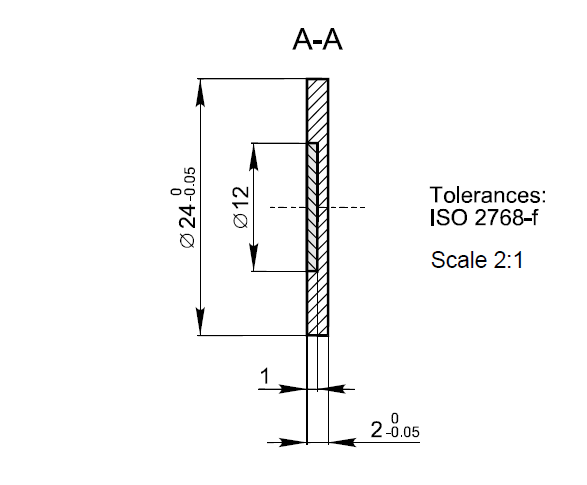 A-A
Ø24 0 -0.05
Ø12
Tolerances:
ISO 2768-f
Scale 2:1
1
2 0 -0.05